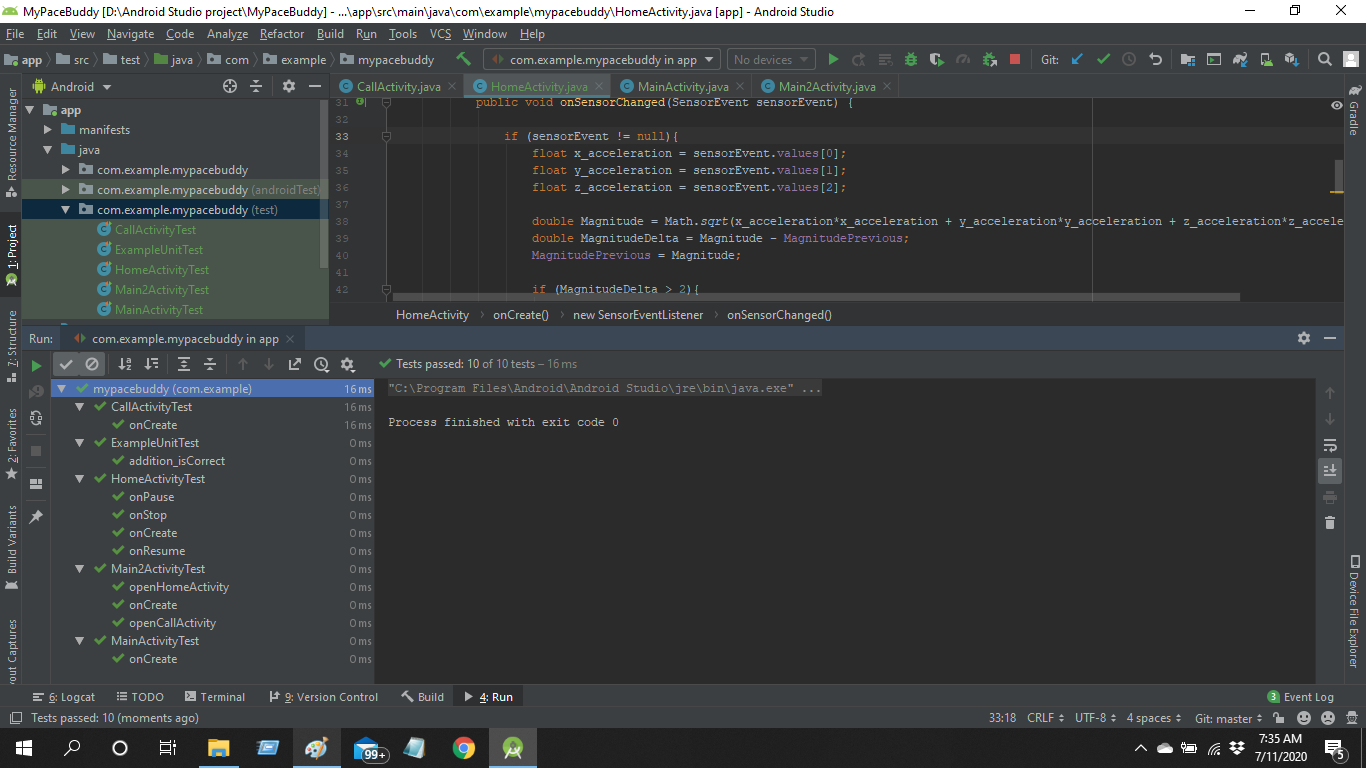 MyPaceBuddy [D:\Android Studio project\MyPaceBuddy] - ...\app\src\main\java\com\example\mypacebuddy\HomeActivity.java [app] - Android Studio
File Edit View Navigate Code Analyze Refactor Build Run Tools VCS Window Help
app src test java com example mypacebuddy com.example.mypacebuddy in app No devices Git:
Android
CallActivity.java HomeActivity.java MainActivity.java Main2Activity.java
app
manifests
java
com.example.mypacebuddy
com.example.mypacebuddy (androidTest)
com.example.mypacebuddy (test)
CallActivityTest
ExampleUnitTest
HomeActivityTest
Main2ActivityTest
MainActivityTest
31 public void onSensorChanged(SensorEvent sensorEvent) {
32
33 if (sensorEvent != null){
34 float x_acceleration = sensorEvent.values[0];
35 float y_acceleration = sensorEvent.values[1];
36 float z_acceleration = sensorEvent.values[2];
37
38 double Magnitude = Math.sqrt(x_acceleration*x_acceleration + y_acceleration*y_acceleration + z_acceleration*z_accele
39 double MagnitudeDelta = Magnitude - MagnitudePrevious;
40 MagnitudePrevious = Magnitude;
41
42 if (MagnitudeDelta > 2){
HomeActivity onCreate() new SensorEventListener onSensorChanged()
Resource Manager
1: Project
7: Structure
2: Favorites
Build Variants
yout Captures
Gradle
Device File Explorer
Run: com.example.mypacebuddy in app
Tests passed: 10 of 10 tests – 16 ms
mypacebuddy (com.example) 16 ms
CallActivityTest 16 ms
onCreate 16 ms
ExampleUnitTest 0 ms
addition_isCorrect 0 ms
HomeActivityTest 0 ms
onPause 0 ms
onStop 0 ms
onCreate 0 ms
onResume 0 ms
Main2ActivityTest 0 ms
openHomeActivity 0 ms
onCreate 0 ms
openCallActivity 0 ms
MainActivityTest 0 ms
onCreate 0 ms
"C:\Program Files\Android\Android Studio\jre\bin\java.exe" ...
Process finished with exit code 0
6: Logcat TODO Terminal 9: Version Control Build 4: Run 3 Event Log
Tests passed: 10 (moments ago) 33:18 CRLF UTF-8 4 spaces Git: master
99+
7:35 AM
7/11/2020
5